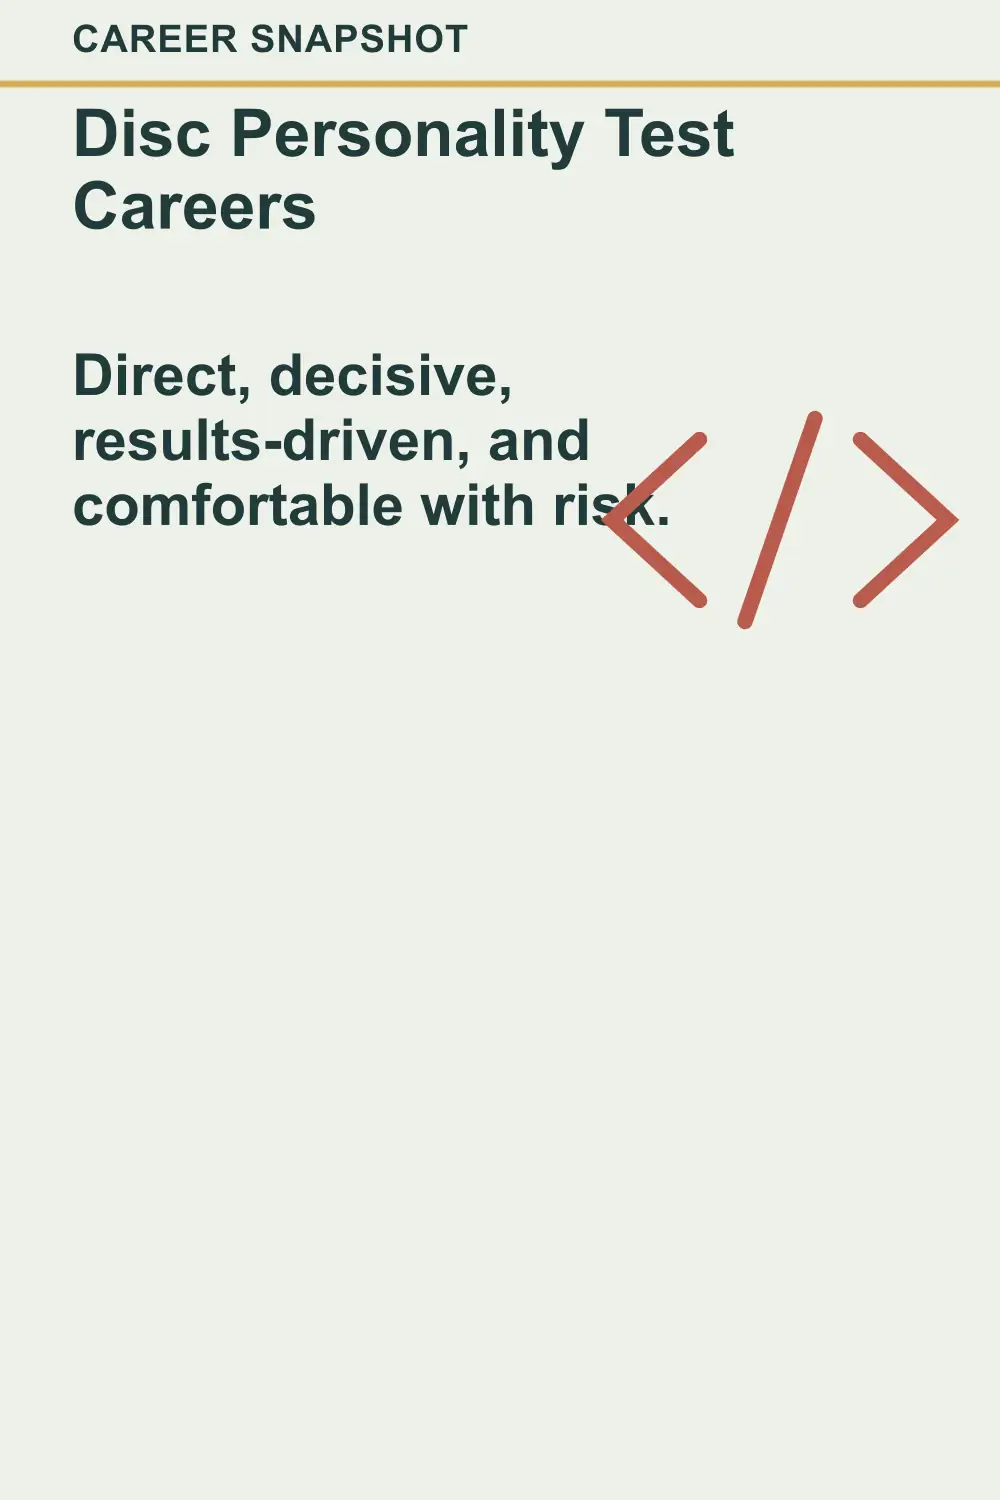 CAREER SNAPSHOT
Disc Personality Test
Careers
Direct, decisive,
results-driven, and
comfortable with risk.